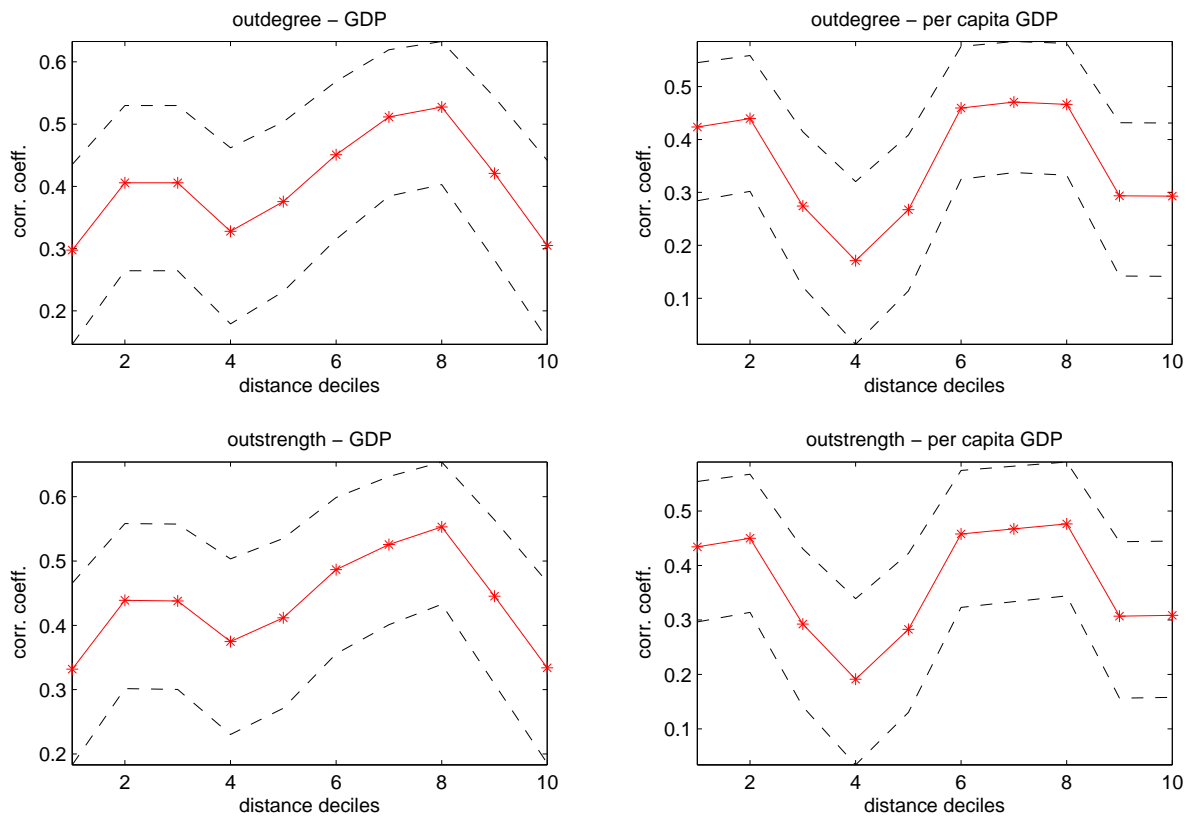 outdegree – GDP
0.6
0.5
0.4
0.3
0.2
corr. coeff.
2 4 6 8 10
distance deciles
outdegree – per capita GDP
0.5
0.4
0.3
0.2
0.1
corr. coeff.
2 4 6 8 10
distance deciles
outstrength – GDP
0.6
0.5
0.4
0.3
0.2
corr. coeff.
2 4 6 8 10
distance deciles
outstrength – per capita GDP
0.5
0.4
0.3
0.2
0.1
corr. coeff.
2 4 6 8 10
distance deciles